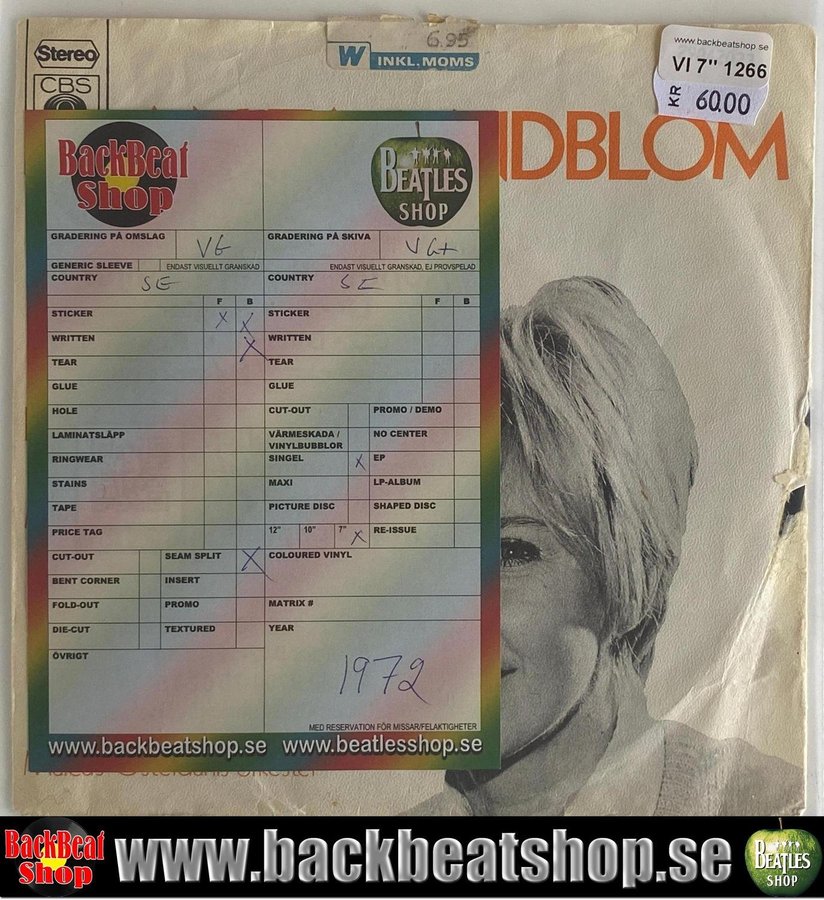 Stereo
CBS
6.95
W INKL. MOMS
www.backbeatshop.se
VI 7" 1266
KR 60.00
NDBLOM
BackBeat
Shop
BEATLES
SHOP
GRADERING PÅ OMSLAG VG GRADERING PÅ SKIVA VG+
GENERIC SLEEVE ENDAST VISUELLT GRANSKAD ENDAST VISUELLT GRANSKAD, EJ PROVSPELAD
COUNTRY SE COUNTRY SE
F B F B
STICKER X X STICKER
WRITTEN X WRITTEN
TEAR TEAR
GLUE GLUE
HOLE CUT-OUT PROMO / DEMO
LAMINATSLÄPP VÄRMESKADA / VINYLBUBBLOR NO CENTER
RINGWEAR SINGEL X EP
STAINS MAXI LP-ALBUM
TAPE PICTURE DISC SHAPED DISC
PRICE TAG 12" 10" 7" X RE-ISSUE
CUT-OUT SEAM SPLIT X COLOURED VINYL
BENT CORNER INSERT
FOLD-OUT PROMO MATRIX #
DIE-CUT TEXTURED YEAR
ÖVRIGT
1972
MED RESERVATION FÖR MISSAR/FELAKTIGHETER
www.backbeatshop.se www.beatlesshop.se
BackBeat
Shop
www.backbeatshop.se
BEATLES
SHOP